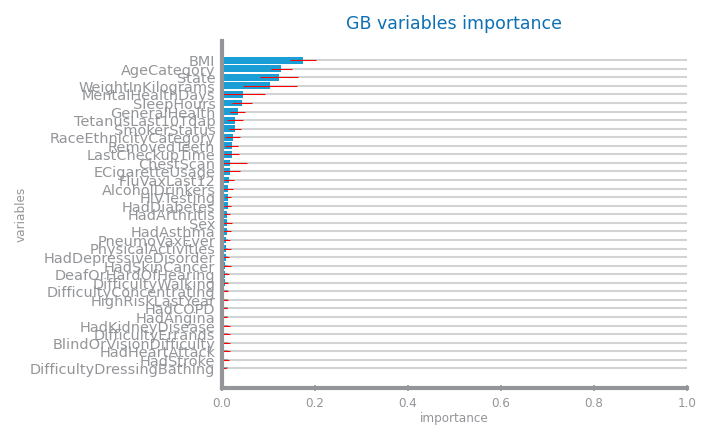 GB variables importance
BMI
AgeCategory
State
WeightInKilograms
MentalHealthDays
SleepHours
GeneralHealth
TetanusLast10Tdap
SmokerStatus
RaceEthnicityCategory
RemovedTeeth
LastCheckupTime
ChestScan
ECigaretteUsage
FluVaxLast12
AlcoholDrinkers
HIVTesting
HadDiabetes
HadArthritis
Sex
HadAsthma
PneumoVaxEver
PhysicalActivities
HadDepressiveDisorder
HadSkinCancer
DeafOrHardOfHearing
DifficultyWalking
DifficultyConcentrating
HighRiskLastYear
HadCOPD
HadAngina
HadKidneyDisease
DifficultyErrands
BlindOrVisionDifficulty
HadHeartAttack
HadStroke
DifficultyDressingBathing
variables
0.0 0.2 0.4 0.6 0.8 1.0
importance